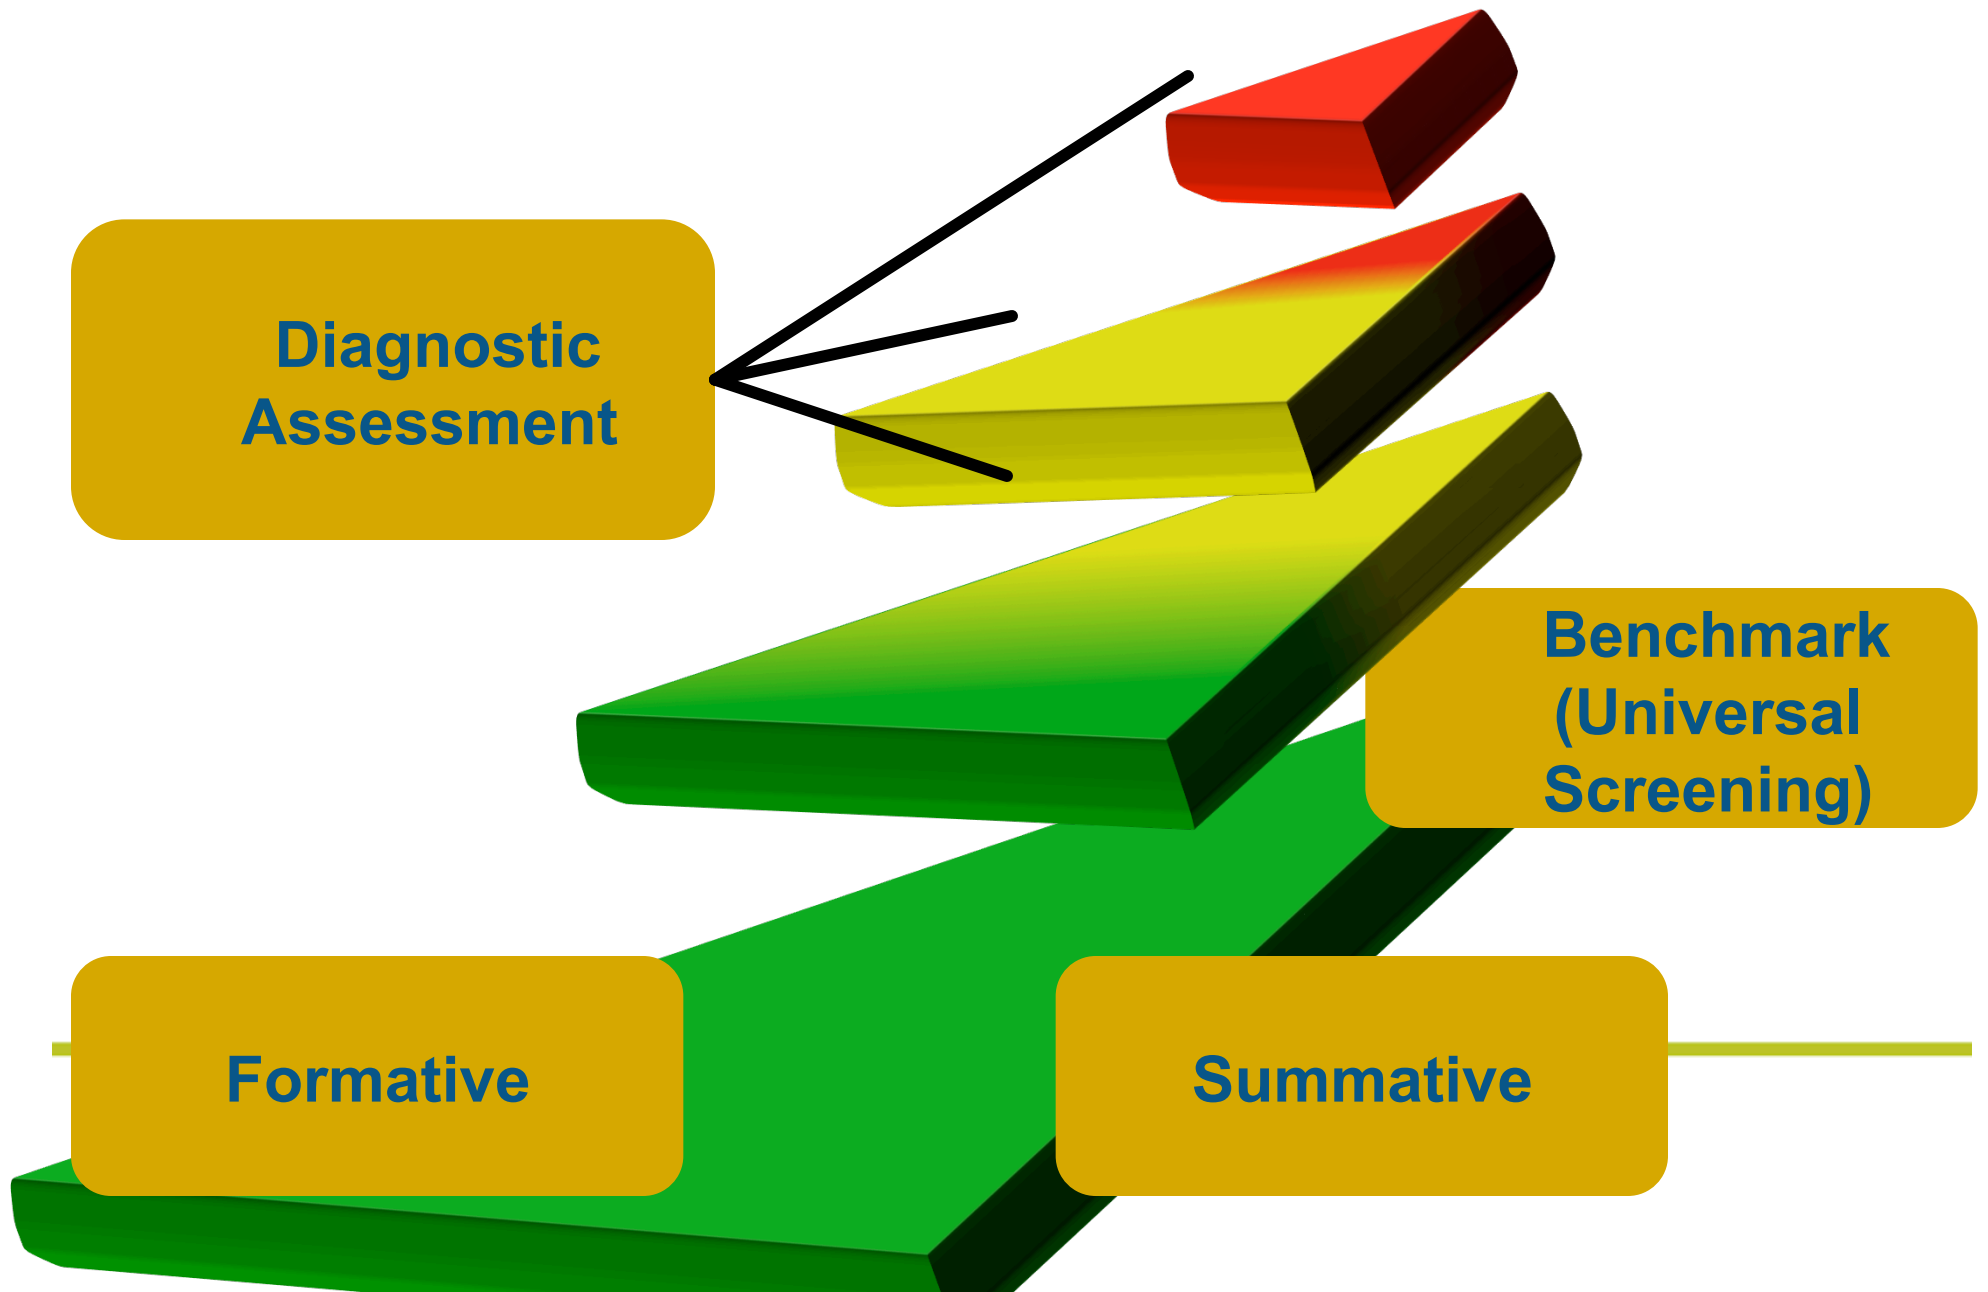 Diagnostic
Assessment
Benchmark
(Universal
Screening)
Formative
Summative